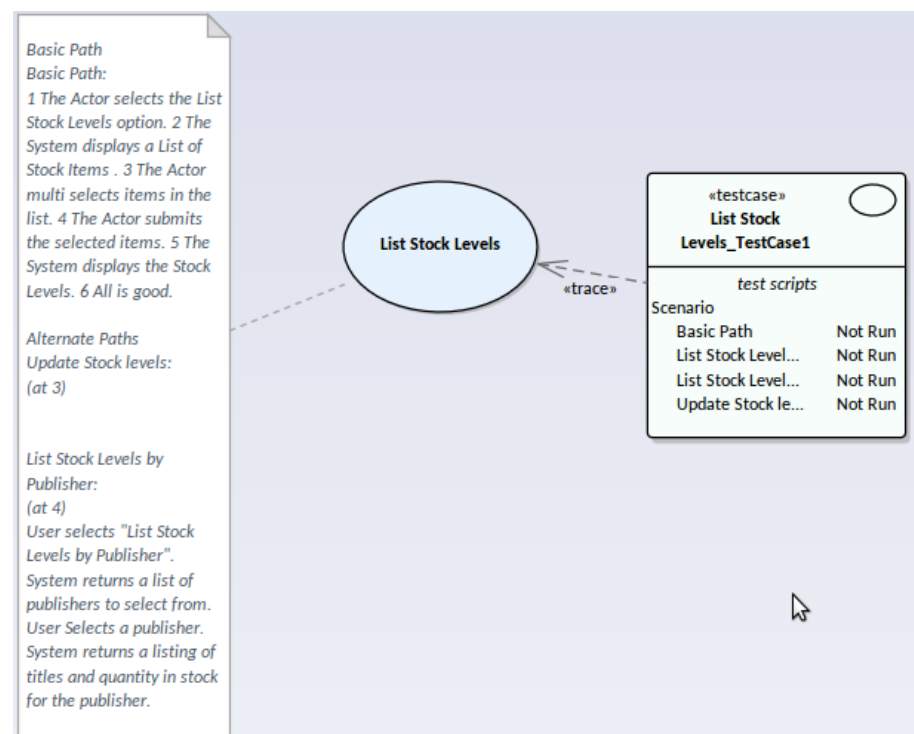 Basic Path
Basic Path:
1 The Actor selects the List
Stock Levels option. 2 The
System displays a List of
Stock Items . 3 The Actor
multi selects items in the
list. 4 The Actor submits
the selected items. 5 The
System displays the Stock
Levels. 6 All is good.
Alternate Paths
Update Stock levels:
(at 3)
List Stock Levels by
Publisher:
(at 4)
User selects "List Stock
Levels by Publisher".
System returns a list of
publishers to select from.
User Selects a publisher.
System returns a listing of
titles and quantity in stock
for the publisher.
List Stock Levels
«trace»
«testcase»
List Stock
Levels_TestCase1
test scripts
Scenario
Basic Path Not Run
List Stock Level... Not Run
List Stock Level... Not Run
Update Stock le... Not Run